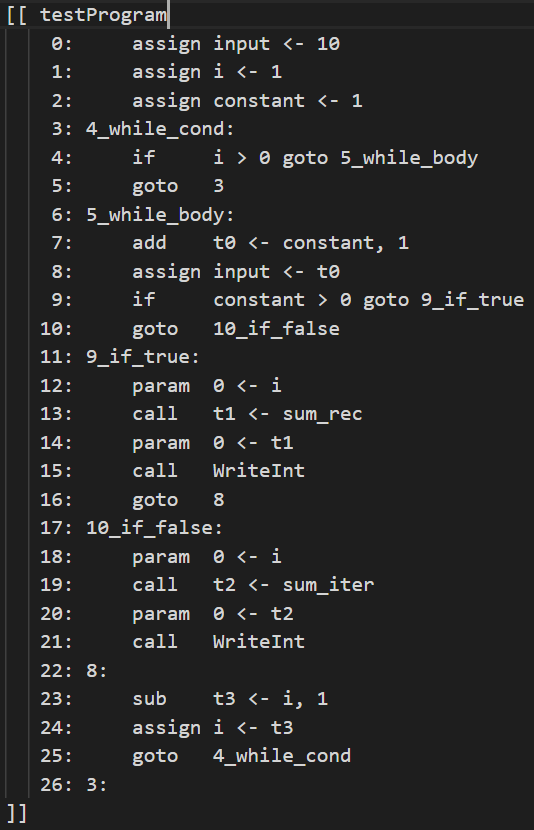 [[ testProgram
0: assign input <- 10
1: assign i <- 1
2: assign constant <- 1
3: 4_while_cond:
4: if i > 0 goto 5_while_body
5: goto 3
6: 5_while_body:
7: add t0 <- constant, 1
8: assign input <- t0
9: if constant > 0 goto 9_if_true
10: goto 10_if_false
11: 9_if_true:
12: param 0 <- i
13: call t1 <- sum_rec
14: param 0 <- t1
15: call WriteInt
16: goto 8
17: 10_if_false:
18: param 0 <- i
19: call t2 <- sum_iter
20: param 0 <- t2
21: call WriteInt
22: 8:
23: sub t3 <- i, 1
24: assign i <- t3
25: goto 4_while_cond
26: 3:
]]